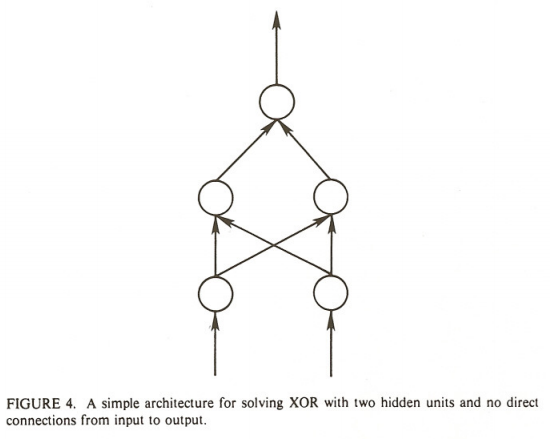 FIGURE 4. A simple architecture for solving XOR with two hidden units and no direct
connections from input to output.